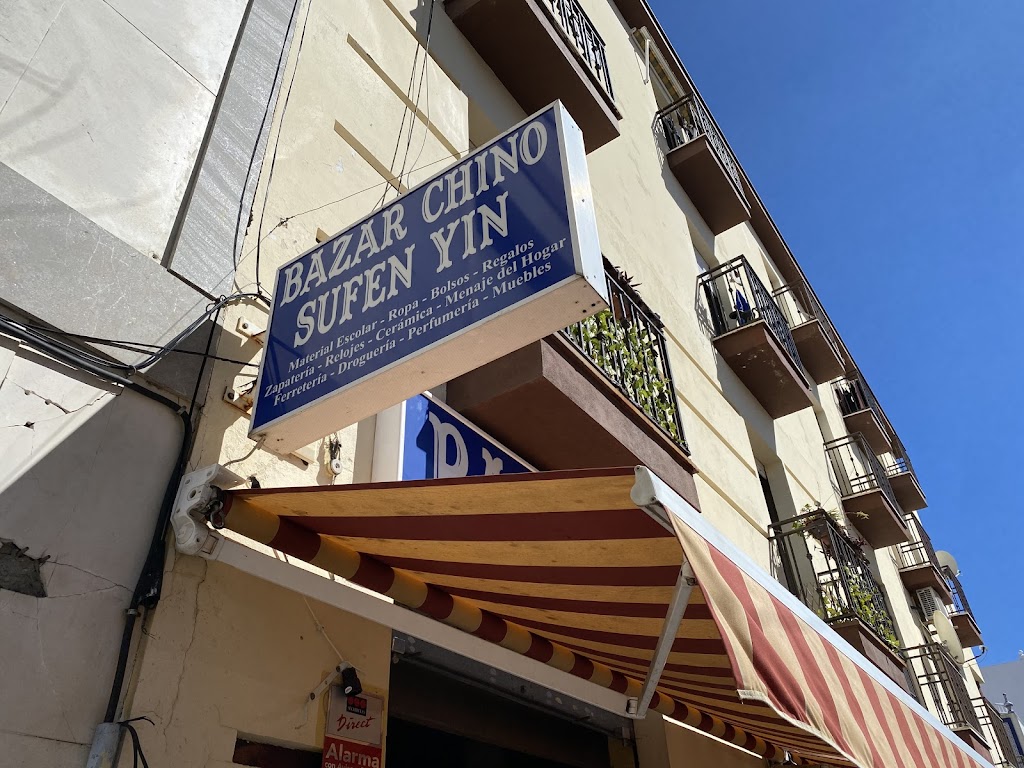 BAZAR CHINO
SUFEN YIN
Material Escolar - Ropa - Bolsos - Regalos
Zapatería - Relojes - Cerámica - Menaje del Hogar
Ferretería - Droguería - Perfumería - Muebles
Direct
Alarma